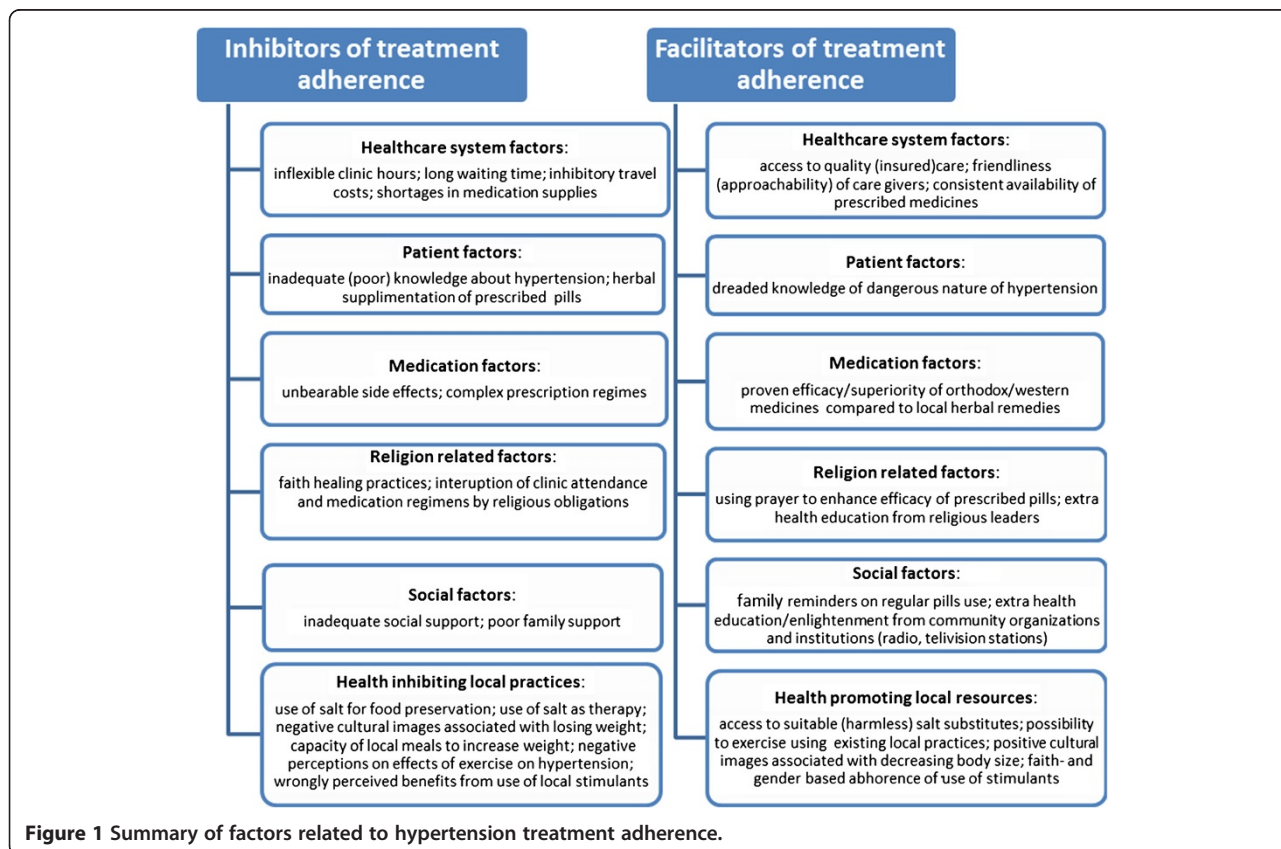 Inhibitors of treatment
adherence
Healthcare system factors:
inflexible clinic hours; long waiting time; inhibitory travel
costs; shortages in medication supplies
Patient factors:
inadequate (poor) knowledge about hypertension; herbal
supplimentation of prescribed pills
Medication factors:
unbearable side effects; complex prescription regimes
Religion related factors:
faith healing practices; interuption of clinic attendance
and medication regimens by religious obligations
Social factors:
inadequate social support; poor family support
Health inhibiting local practices:
use of salt for food preservation; use of salt as therapy;
negative cultural images associated with losing weight;
capacity of local meals to increase weight; negative
perceptions on effects of exercise on hypertension;
wrongly perceived benefits from use of local stimulants
Facilitators of treatment
adherence
Healthcare system factors:
access to quality (insured)care; friendliness
(approachability) of care givers; consistent availability of
prescribed medicines
Patient factors:
dreaded knowledge of dangerous nature of hypertension
Medication factors:
proven efficacy/superiority of orthodox/western
medicines compared to local herbal remedies
Religion related factors:
using prayer to enhance efficacy of prescribed pills; extra
health education from religious leaders
Social factors:
family reminders on regular pills use; extra health
education/enlightenment from community organizations
and institutions (radio, telivision stations)
Health promoting local resources:
access to suitable (harmless) salt substitutes; possibility
to exercise using existing local practices; positive cultural
images associated with decreasing body size; faith- and
gender based abhorence of use of stimulants
Figure 1 Summary of factors related to hypertension treatment adherence.